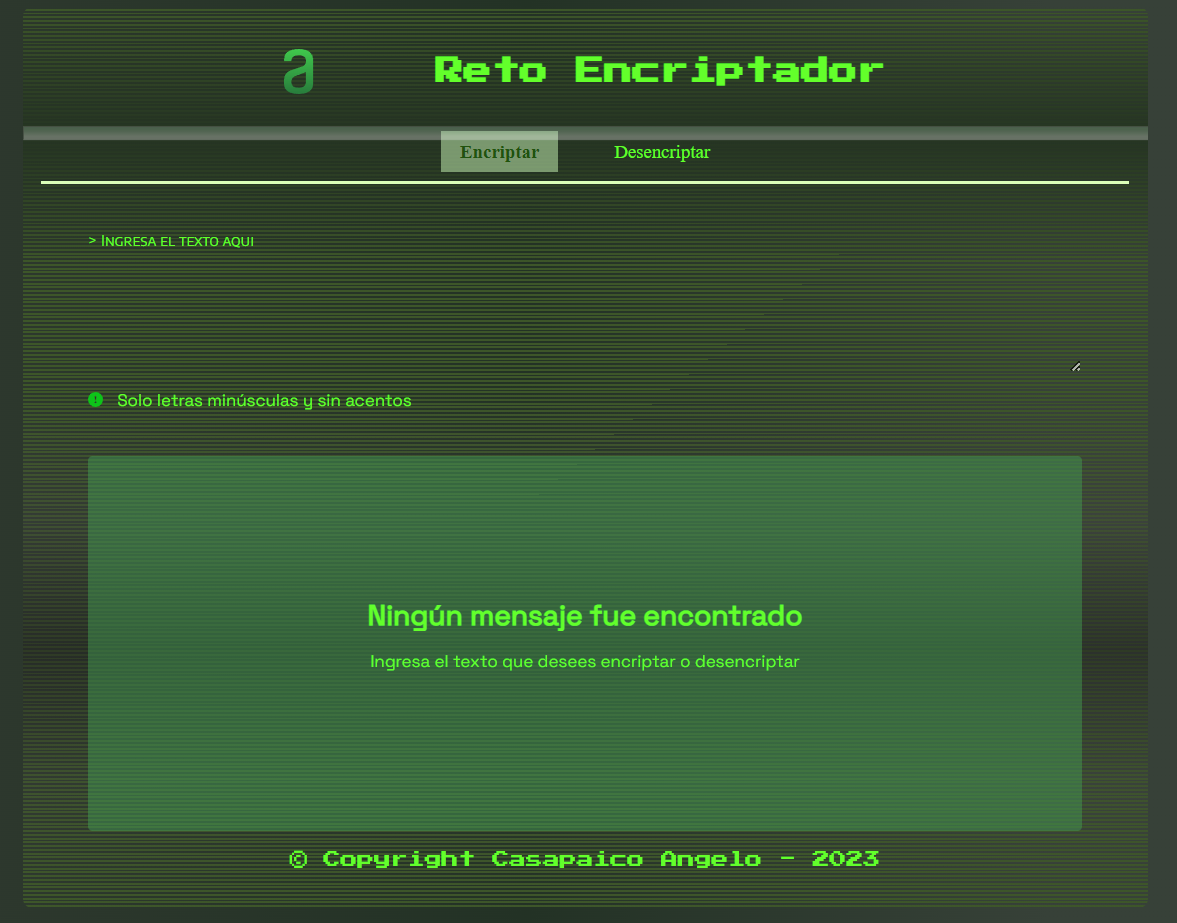 a
Reto Encriptador
Encriptar
Desencriptar
> Ingresa el texto aqui
Solo letras minúsculas y sin acentos
Ningún mensaje fue encontrado
Ingresa el texto que desees encriptar o desencriptar
© Copyright Casapaico Angelo - 2023